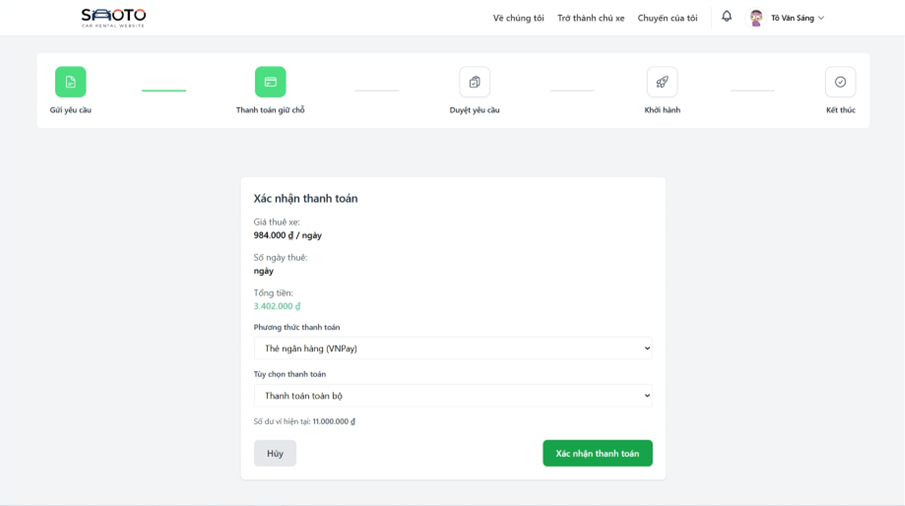 SMOTO
CAR RENTAL WEBSITE
Về chúng tôi Trở thành chủ xe Chuyến của tôi Tô Văn Sáng
Gửi yêu cầu Thanh toán giữ chỗ Duyệt yêu cầu Khởi hành Kết thúc
Xác nhận thanh toán
Giá thuê xe:
984.000 ₫ / ngày
Số ngày thuê:
ngày
Tổng tiền:
3.402.000 ₫
Phương thức thanh toán
Thẻ ngân hàng (VNPay)
Tùy chọn thanh toán
Thanh toán toàn bộ
Số dư ví hiện tại: 11.000.000 ₫
Hủy Xác nhận thanh toán